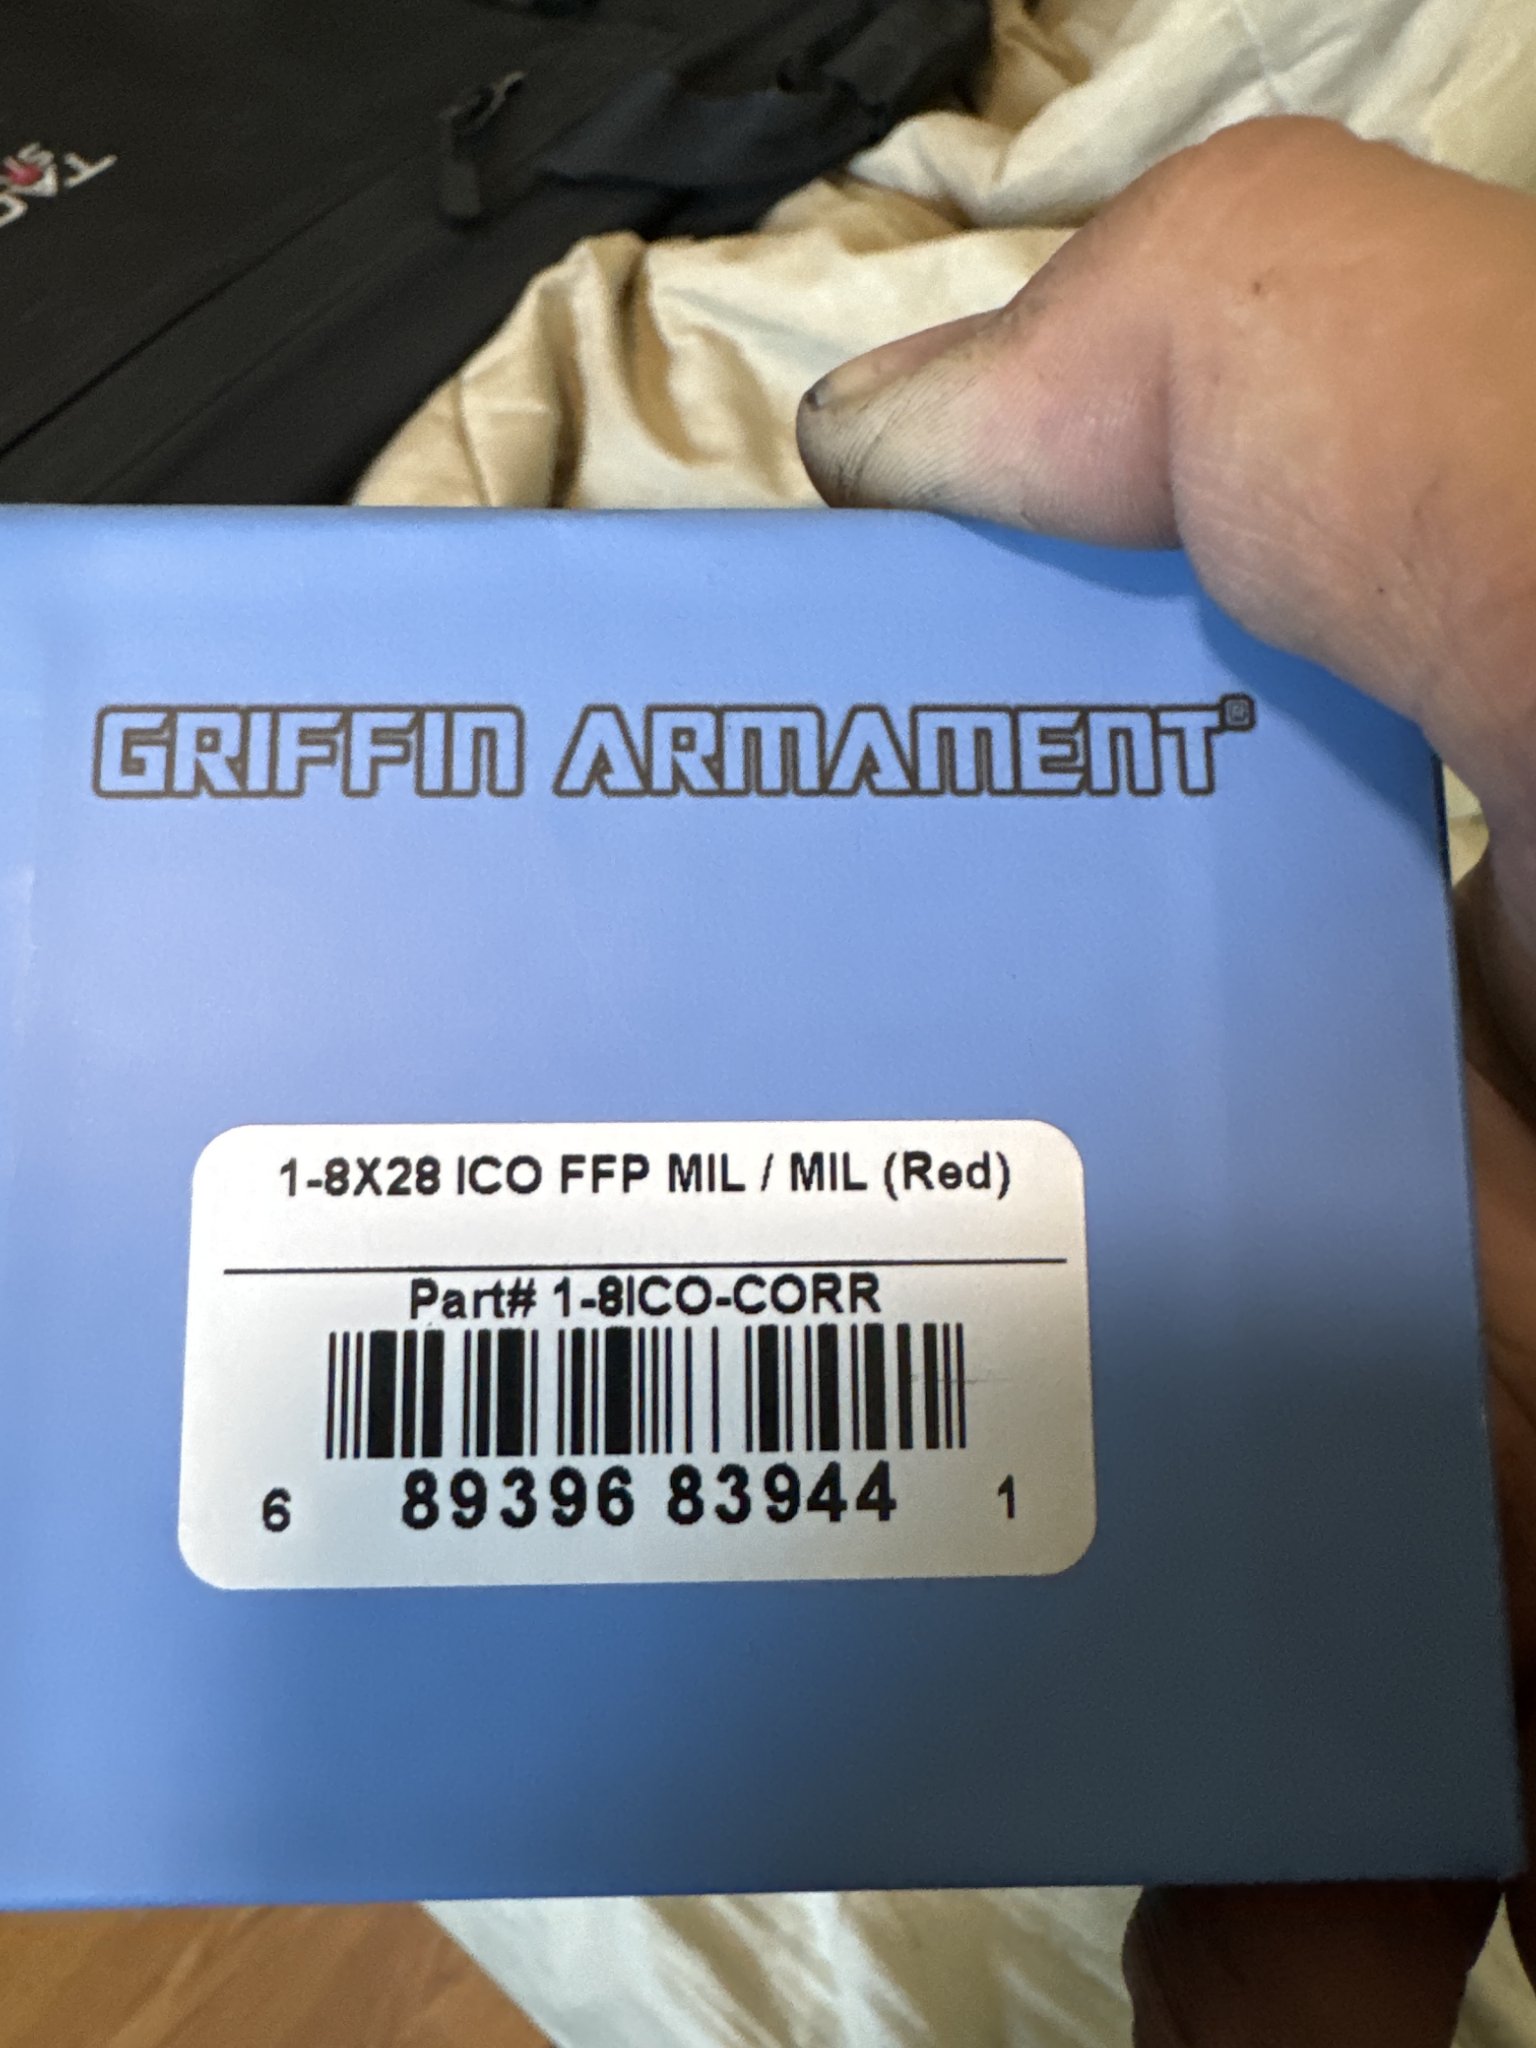 GRIFFIN ARMAMENT®
1-8X28 ICO FFP MIL / MIL (Red)
Part# 1-8ICO-CORR
6 89396 83944 1